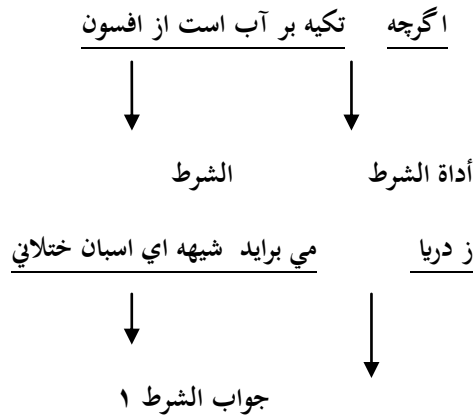 اگرچه تکیه بر آب است از افسون
أداة الشرط الشرط
ز دریا می براید شیهه اي اسبان ختلاني
جواب الشرط ١